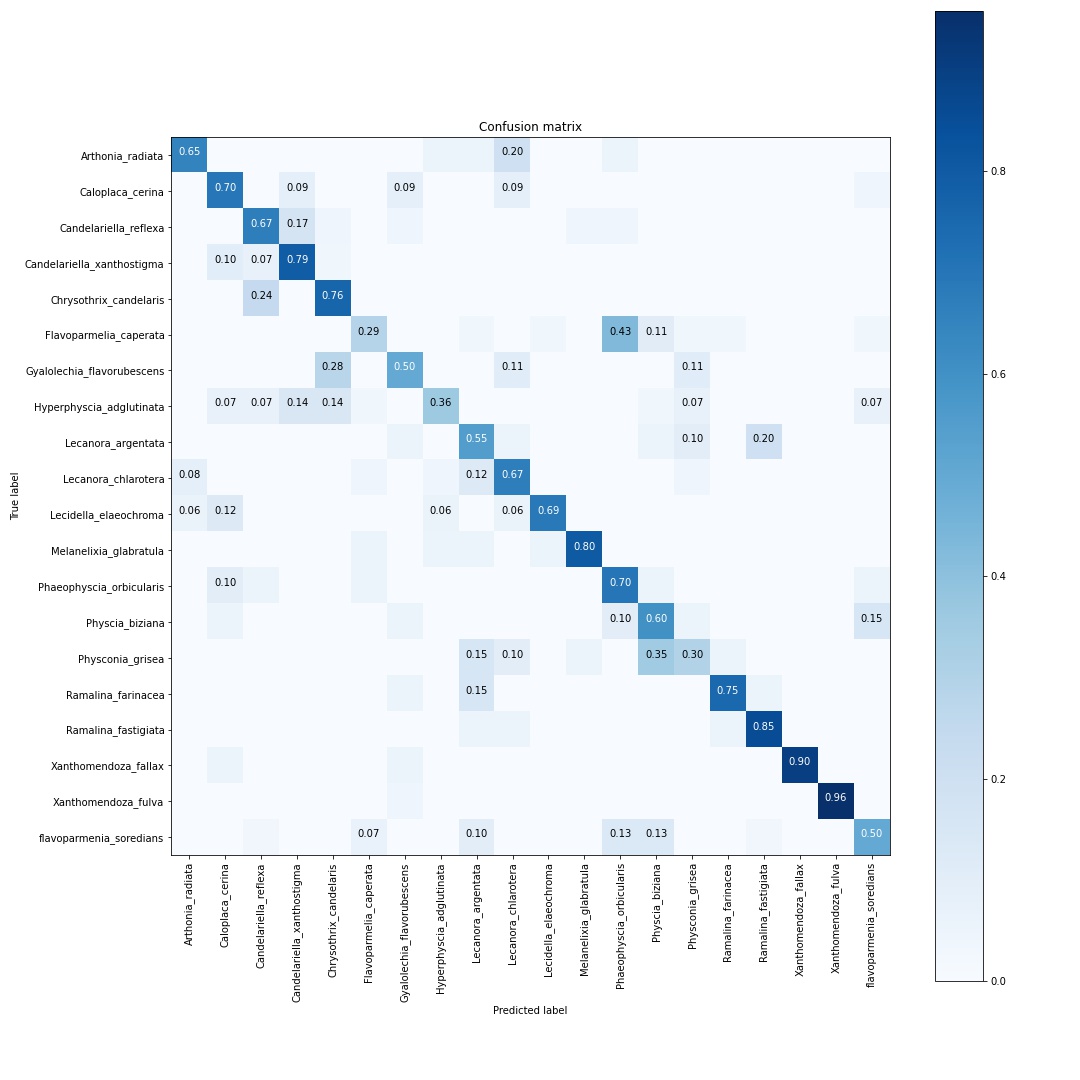 Confusion matrix
True label
Arthonia_radiata 0.65 0.20
Caloplaca_cerina 0.70 0.09 0.09 0.09
Candelariella_reflexa 0.67 0.17
Candelariella_xanthostigma 0.10 0.07 0.79
Chrysothrix_candelaris 0.24 0.76
Flavoparmelia_caperata 0.29 0.43 0.11
Gyalolechia_flavorubescens 0.28 0.50 0.11 0.11
Hyperphyscia_adglutinata 0.07 0.07 0.14 0.14 0.36 0.07 0.07
Lecanora_argentata 0.55 0.10 0.20
Lecanora_chlarotera 0.08 0.12 0.67
Lecidella_elaeochroma 0.06 0.12 0.06 0.06 0.69
Melanelixia_glabratula 0.80
Phaeophyscia_orbicularis 0.10 0.70
Physcia_biziana 0.10 0.60 0.15
Physconia_grisea 0.15 0.10 0.35 0.30
Ramalina_farinacea 0.15 0.75
Ramalina_fastigiata 0.85
Xanthomendoza_fallax 0.90
Xanthomendoza_fulva 0.96
flavoparmenia_soredians 0.07 0.10 0.13 0.13 0.50
Arthonia_radiata
Caloplaca_cerina
Candelariella_reflexa
Candelariella_xanthostigma
Chrysothrix_candelaris
Flavoparmelia_caperata
Gyalolechia_flavorubescens
Hyperphyscia_adglutinata
Lecanora_argentata
Lecanora_chlarotera
Lecidella_elaeochroma
Melanelixia_glabratula
Phaeophyscia_orbicularis
Physcia_biziana
Physconia_grisea
Ramalina_farinacea
Ramalina_fastigiata
Xanthomendoza_fallax
Xanthomendoza_fulva
flavoparmenia_soredians
Predicted label
0.8
0.6
0.4
0.2
0.0